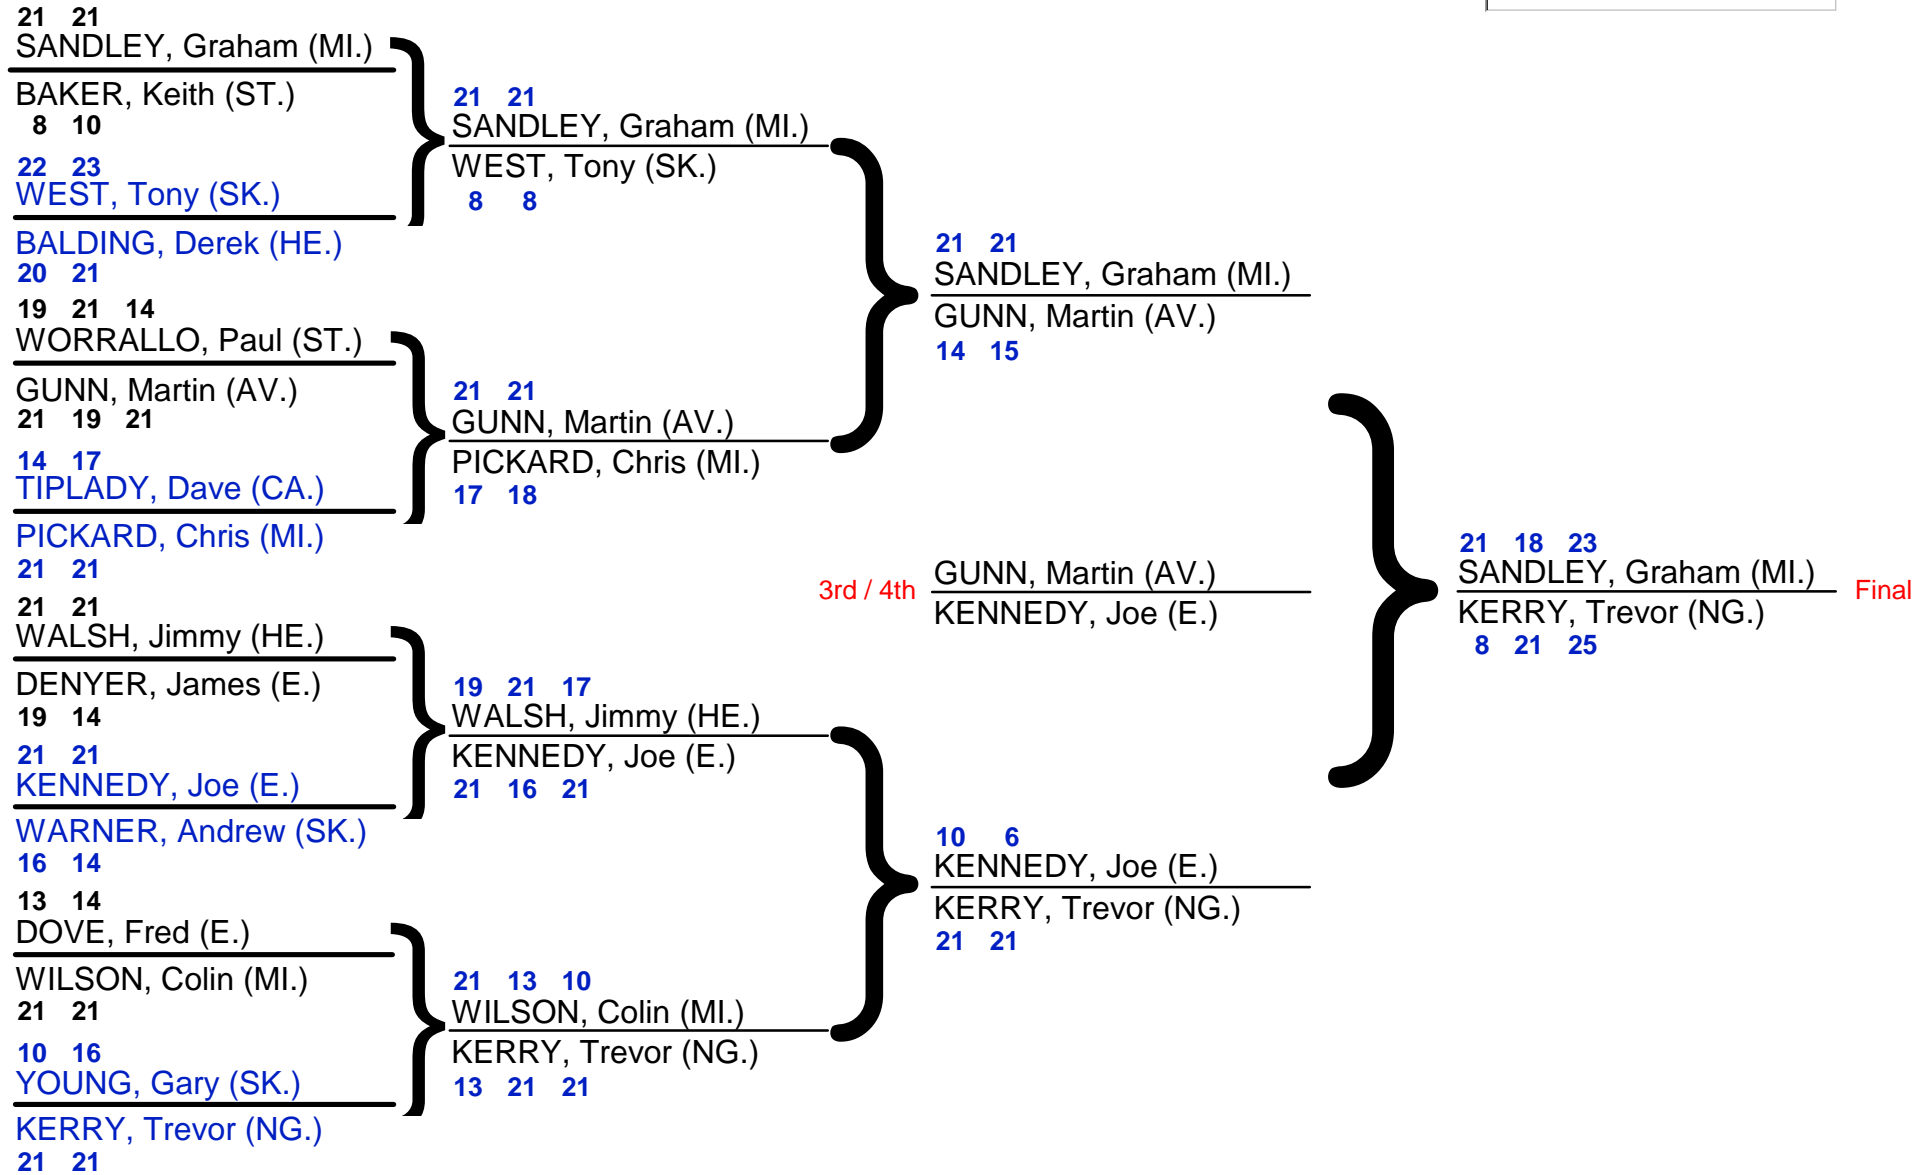 21 21
SANDLEY, Graham (MI.)
BAKER, Keith (ST.)
8 10
22 23
WEST, Tony (SK.)
BALDING, Derek (HE.)
20 21
19 21 14
WORRALLO, Paul (ST.)
GUNN, Martin (AV.)
21 19 21
14 17
TIPLADY, Dave (CA.)
PICKARD, Chris (MI.)
21 21
21 21
WALSH, Jimmy (HE.)
DENYER, James (E.)
19 14
21 21
KENNEDY, Joe (E.)
WARNER, Andrew (SK.)
16 14
13 14
DOVE, Fred (E.)
WILSON, Colin (MI.)
21 21
10 16
YOUNG, Gary (SK.)
KERRY, Trevor (NG.)
21 21
21 21
SANDLEY, Graham (MI.)
WEST, Tony (SK.)
8 8
21 21
GUNN, Martin (AV.)
PICKARD, Chris (MI.)
17 18
19 21 17
WALSH, Jimmy (HE.)
KENNEDY, Joe (E.)
21 16 21
21 13 10
WILSON, Colin (MI.)
KERRY, Trevor (NG.)
13 21 21
21 21
SANDLEY, Graham (MI.)
GUNN, Martin (AV.)
14 15
3rd / 4th
GUNN, Martin (AV.)
KENNEDY, Joe (E.)
10 6
KENNEDY, Joe (E.)
KERRY, Trevor (NG.)
21 21
21 18 23
SANDLEY, Graham (MI.)
KERRY, Trevor (NG.)
8 21 25
Final